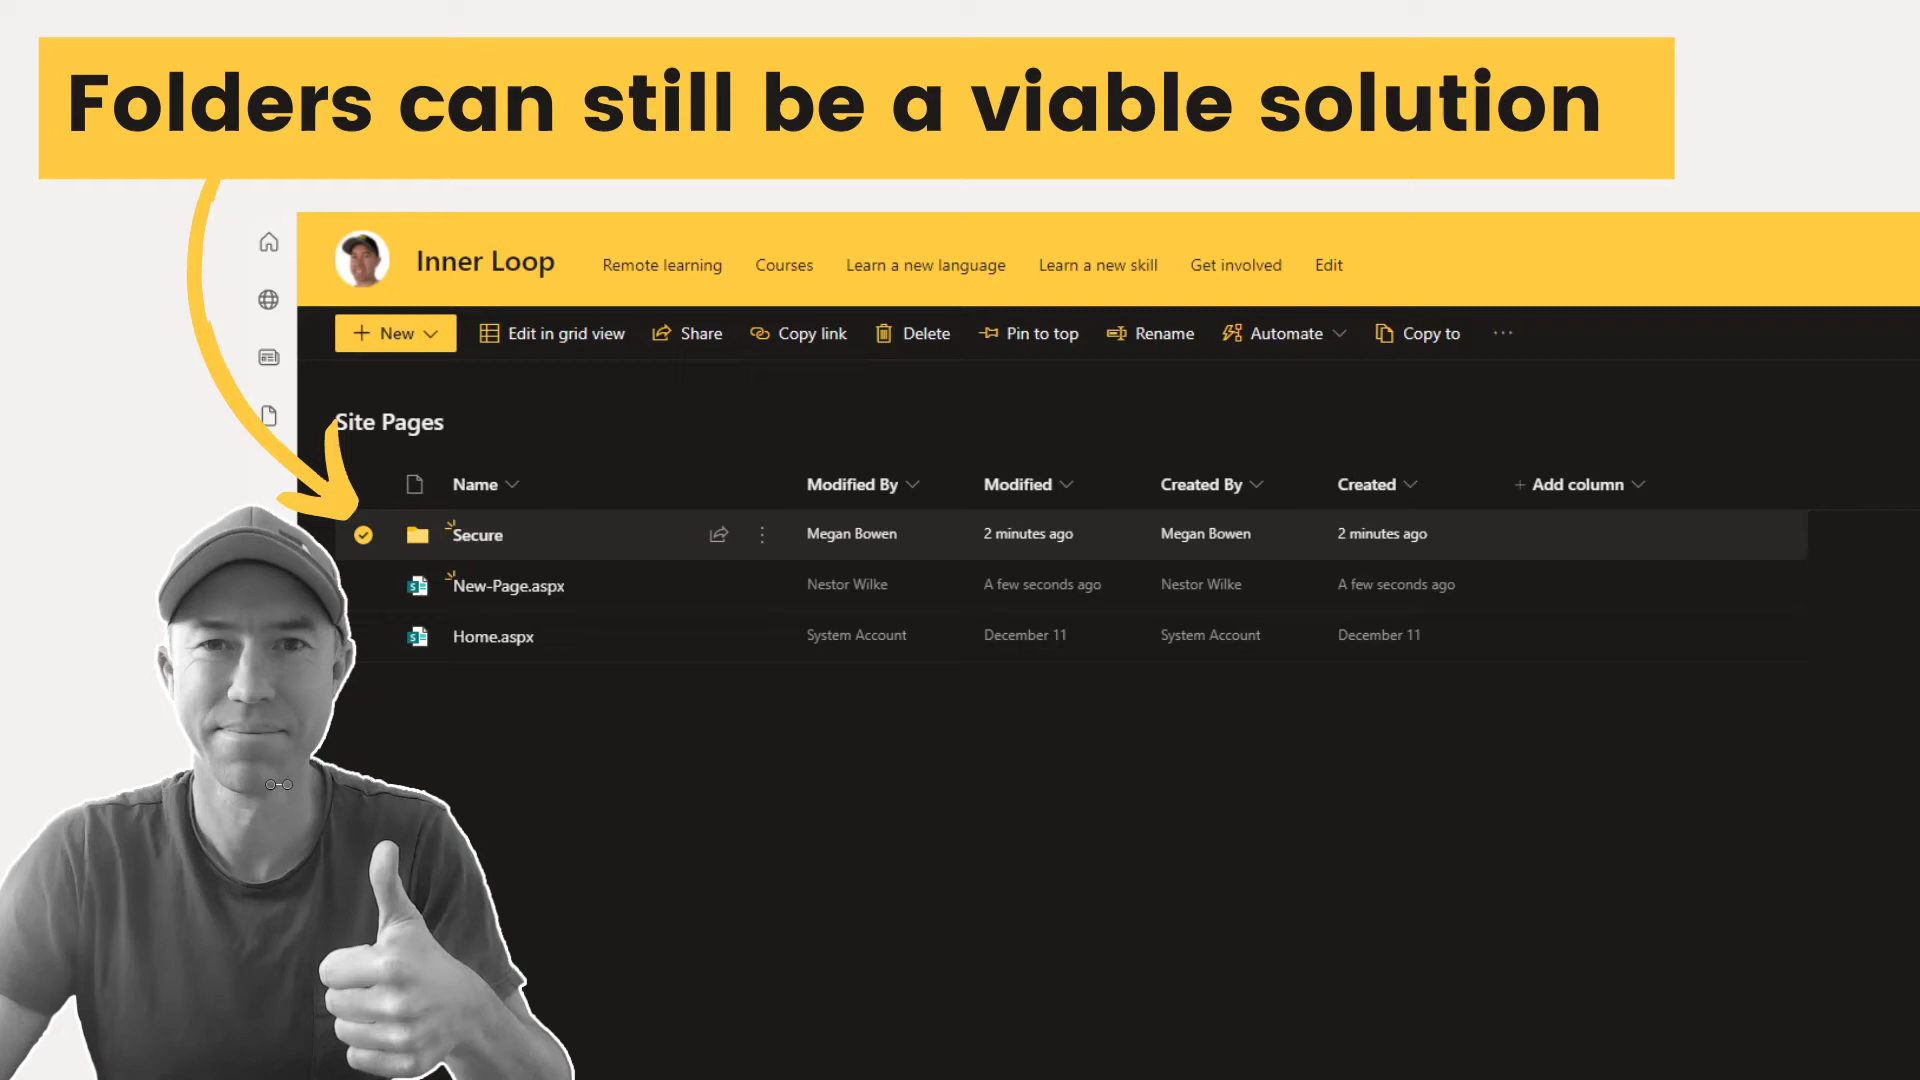 Folders can still be a viable solution
Inner Loop
Remote learning Courses Learn a new language Learn a new skill Get involved Edit
+ New Edit in grid view Share Copy link Delete Pin to top Rename Automate Copy to ...
Site Pages
Name Modified By Modified Created By Created + Add column
Secure Megan Bowen 2 minutes ago Megan Bowen 2 minutes ago
New-Page.aspx Nestor Wilke A few seconds ago Nestor Wilke A few seconds ago
Home.aspx System Account December 11 System Account December 11